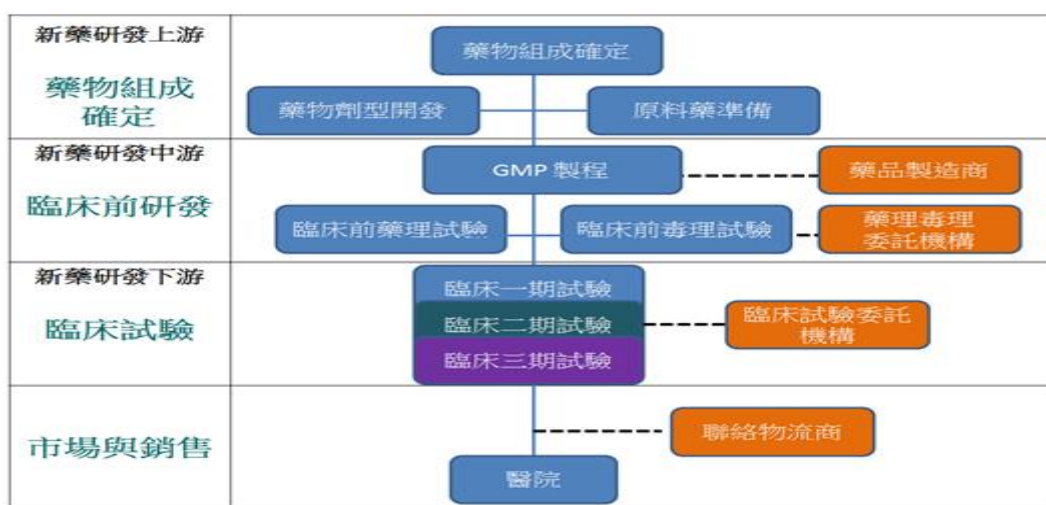 新藥研發上游
藥物組成
確定
藥物組成確定
藥物劑型開發
原料藥準備
新藥研發中游
臨床前研發
GMP 製程
藥品製造商
臨床前藥理試驗
臨床前毒理試驗
藥理毒理
委託機構
新藥研發下游
臨床試驗
臨床一期試驗
臨床二期試驗
臨床三期試驗
臨床試驗委託
機構
市場與銷售
聯絡物流商
醫院